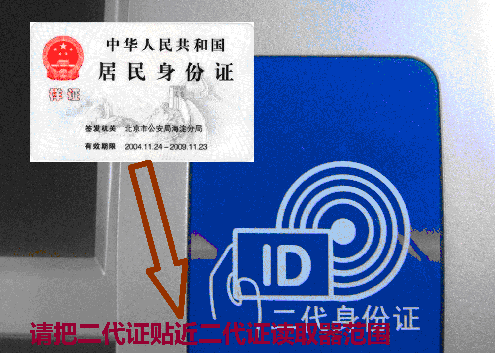 中华人民共和国
居民身份证
样证
签发机关 北京市公安局海淀分局
有效期限 2004.11.24-2009.11.23
ID
二代身份证
请把二代证贴近二代证读取器范围